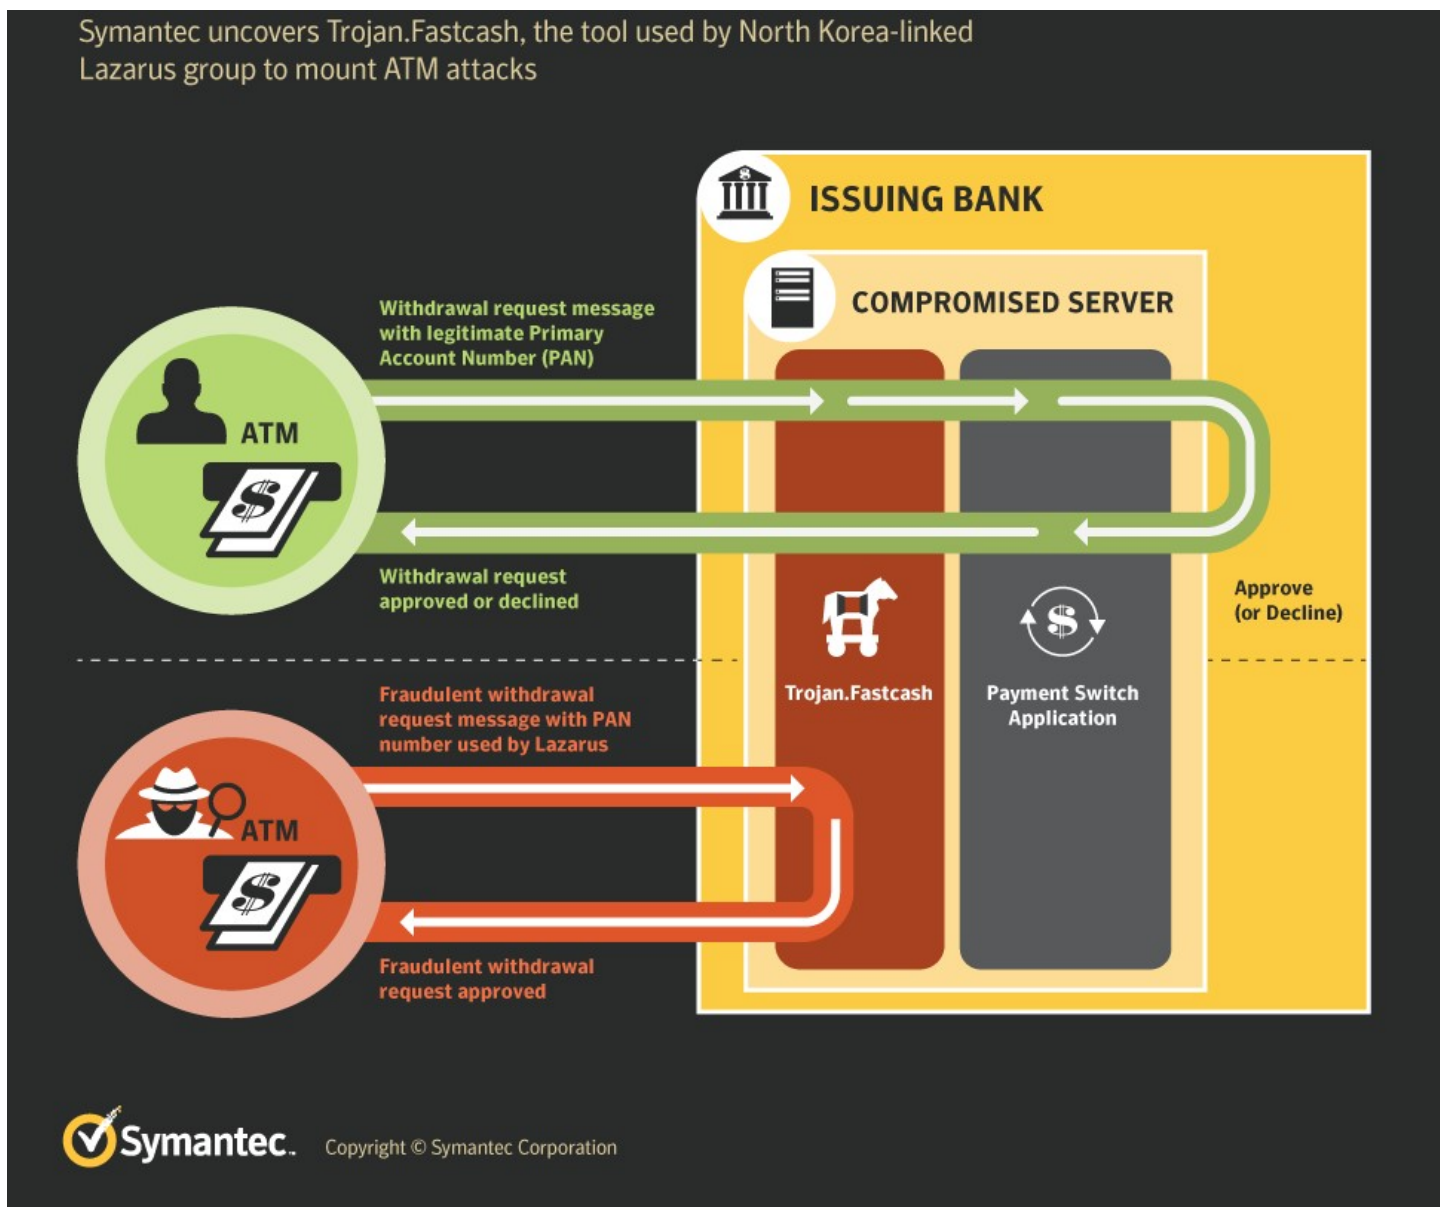 Symantec uncovers Trojan.Fastcash, the tool used by North Korea-linked
Lazarus group to mount ATM attacks
ISSUING BANK
COMPROMISED SERVER
Withdrawal request message
with legitimate Primary
Account Number (PAN)
ATM
$
Withdrawal request
approved or declined
Approve
(or Decline)
$
Trojan.Fastcash
Payment Switch
Application
Fraudulent withdrawal
request message with PAN
number used by Lazarus
ATM
$
Fraudulent withdrawal
request approved
Symantec™
Copyright © Symantec Corporation